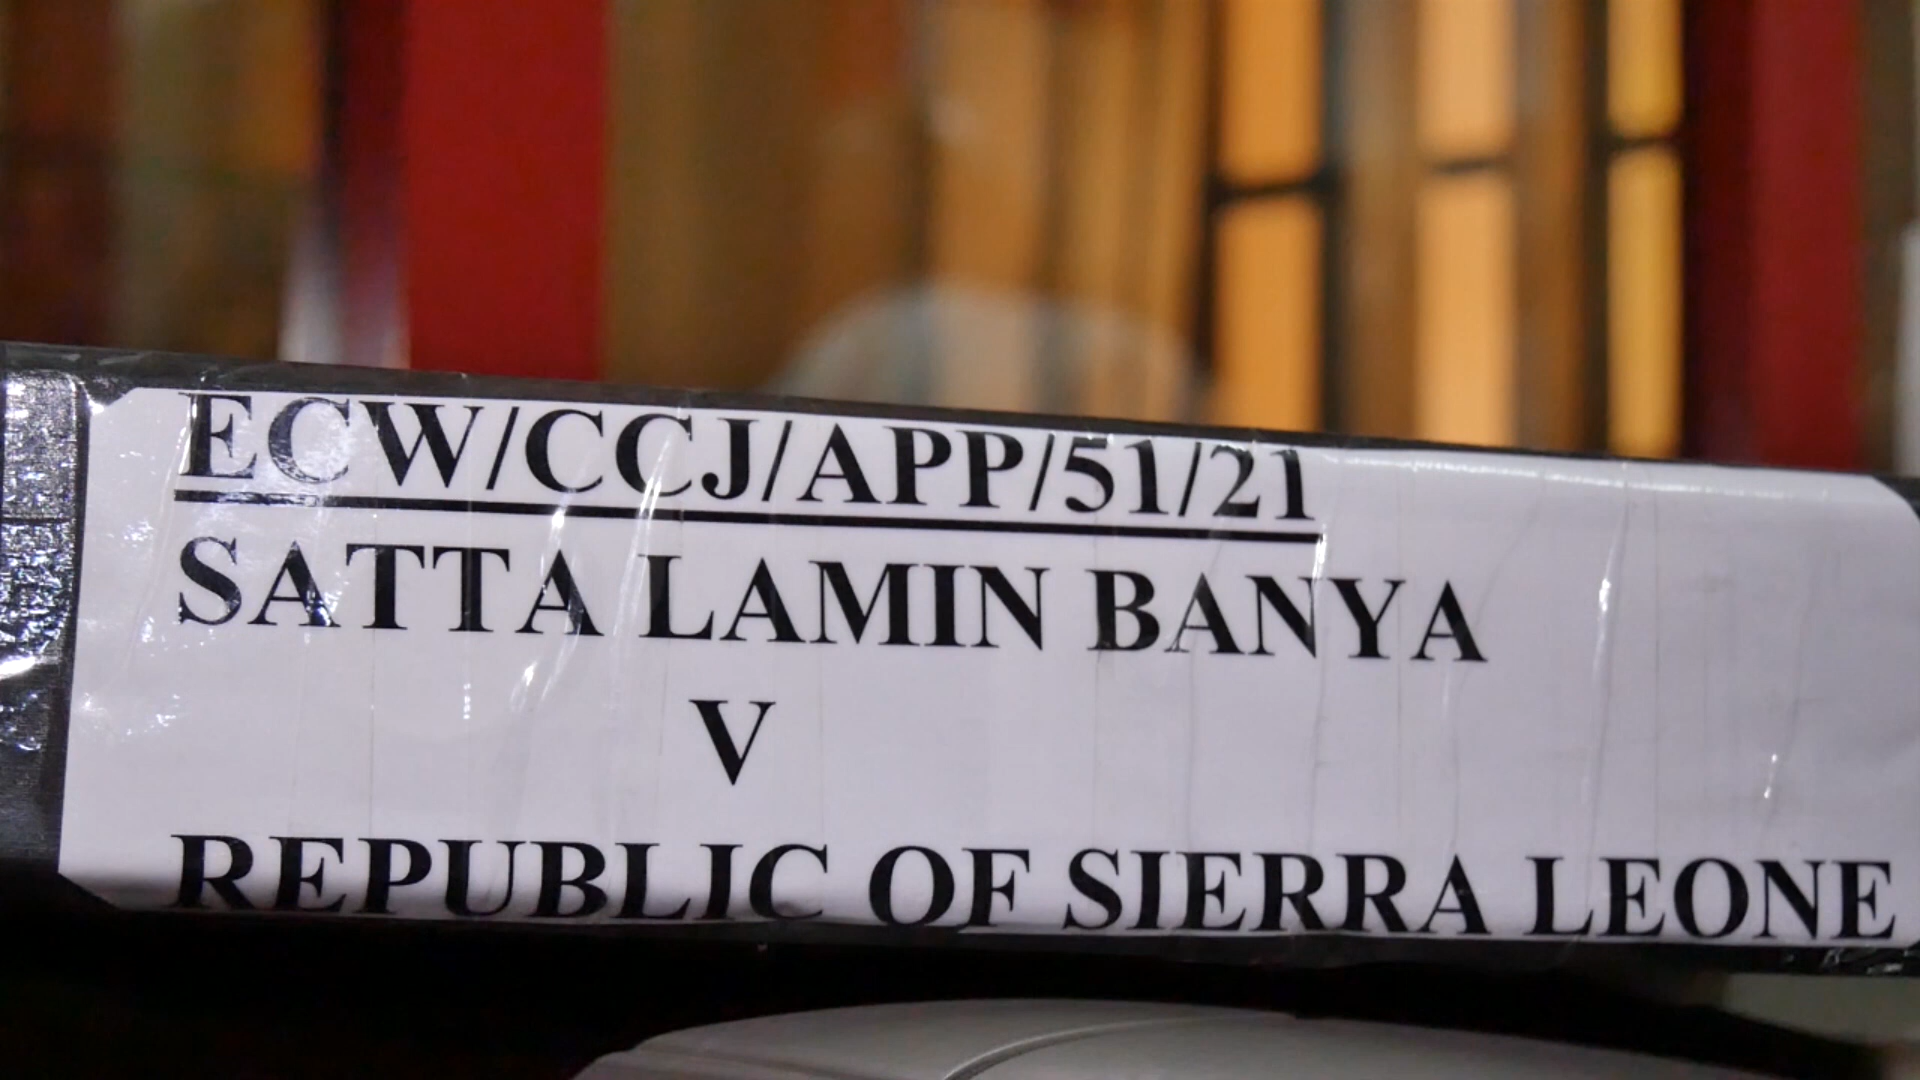 ECW/CCJ/APP/51/21
SATTA LAMIN BANYA
V
REPUBLIC OF SIERRA LEONE